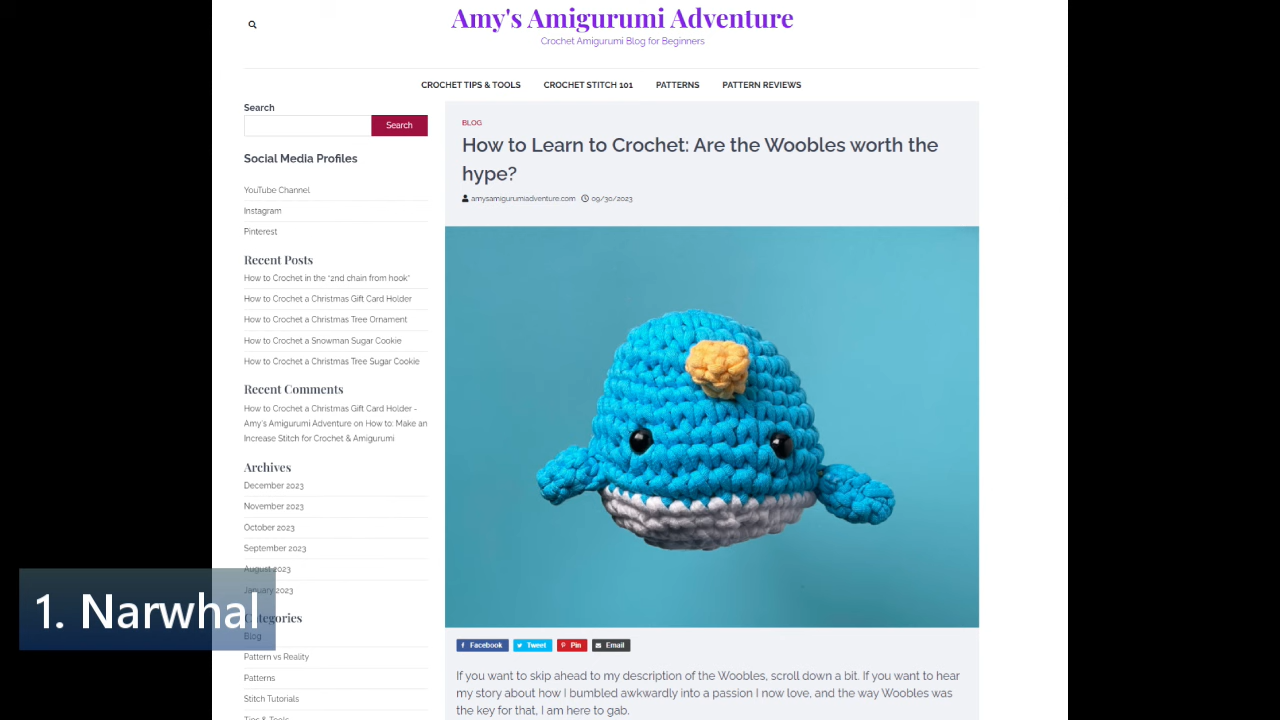 Amy's Amigurumi Adventure
Crochet Amigurumi Blog for Beginners
CROCHET TIPS & TOOLS
CROCHET STITCH 101
PATTERNS
PATTERN REVIEWS
Search
Search
Social Media Profiles
YouTube Channel
Instagram
Pinterest
Recent Posts
How to Crochet in the “2nd chain from hook”
How to Crochet a Christmas Gift Card Holder
How to Crochet a Christmas Tree Ornament
How to Crochet a Snowman Sugar Cookie
How to Crochet a Christmas Tree Sugar Cookie
Recent Comments
How to Crochet a Christmas Gift Card Holder -
Amy's Amigurumi Adventure on How to: Make an
Increase Stitch for Crochet & Amigurumi
Archives
December 2023
November 2023
October 2023
September 2023
August 2023
January 2023
Categories
Blog
Pattern vs Reality
Patterns
Stitch Tutorials
Tips & Tools
1. Narwhal
BLOG
How to Learn to Crochet: Are the Woobles worth the
hype?
amysamigurumiadventure.com 09/30/2023
Facebook
Tweet
Pin
Email
If you want to skip ahead to my description of the Woobles, scroll down a bit. If you want to hear
my story about how I bumbled awkwardly into a passion I now love, and the way Woobles was
the key for that, I am here to gab.